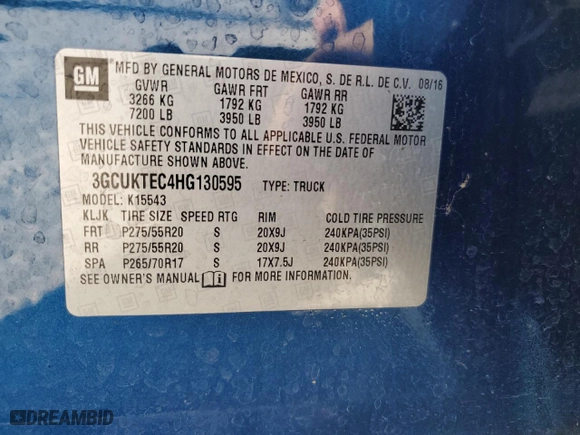 GM
MFD BY GENERAL MOTORS DE MEXICO, S. DE R.L. DE C.V. 08/16
GVWR GAWR FRT GAWR RR
3266 KG 1792 KG 1792 KG
7200 LB 3950 LB 3950 LB
THIS VEHICLE CONFORMS TO ALL APPLICABLE U.S. FEDERAL MOTOR
VEHICLE SAFETY STANDARDS IN EFFECT ON THE DATE OF
MANUFACTURE SHOWN ABOVE.
3GCUKTEC4HG130595 TYPE: TRUCK
MODEL: K15543
KLJK TIRE SIZE SPEED RTG RIM COLD TIRE PRESSURE
FRT P275/55R20 S 20X9J 240KPA(35PSI)
RR P275/55R20 S 20X9J 240KPA(35PSI)
SPA P265/70R17 S 17X7.5J 240KPA(35PSI)
SEE OWNER'S MANUAL FOR MORE INFORMATION.
DREAMBID